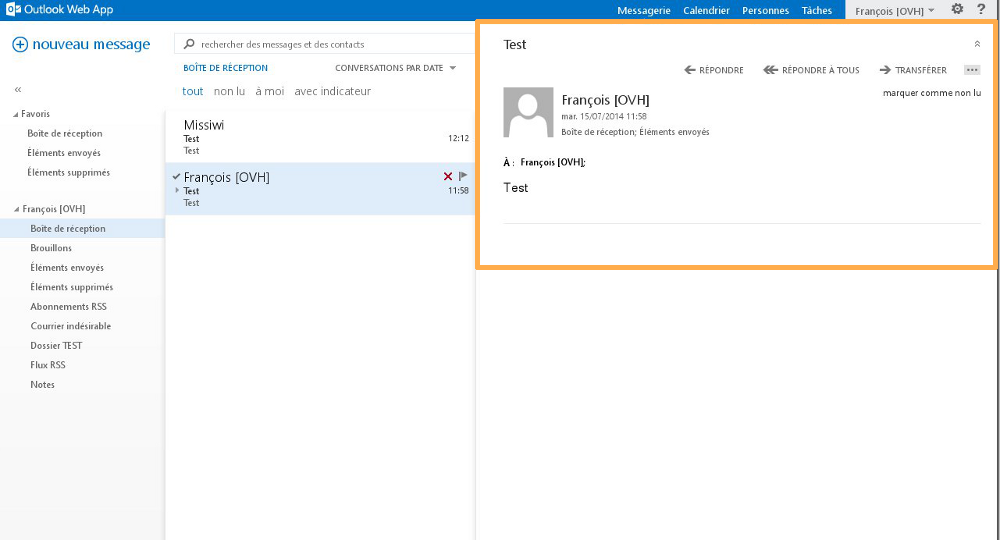 Outlook Web App
Messagerie Calendrier Personnes Tâches François [OVH] ?
nouveau message
rechercher des messages et des contacts
BOÎTE DE RÉCEPTION CONVERSATIONS PAR DATE
tout non lu à moi avec indicateur
«
Favoris
Boîte de réception
Éléments envoyés
Éléments supprimés
François [OVH]
Boîte de réception
Brouillons
Éléments envoyés
Éléments supprimés
Abonnements RSS
Courrier indésirable
Dossier TEST
Flux RSS
Notes
Missiwi
Test 12:12
Test
François [OVH]
Test 11:58
Test
Test
RÉPONDRE RÉPONDRE À TOUS TRANSFÉRER ...
marquer comme non lu
François [OVH]
mar. 15/07/2014 11:58
Boîte de réception; Éléments envoyés
À : François [OVH];
Test